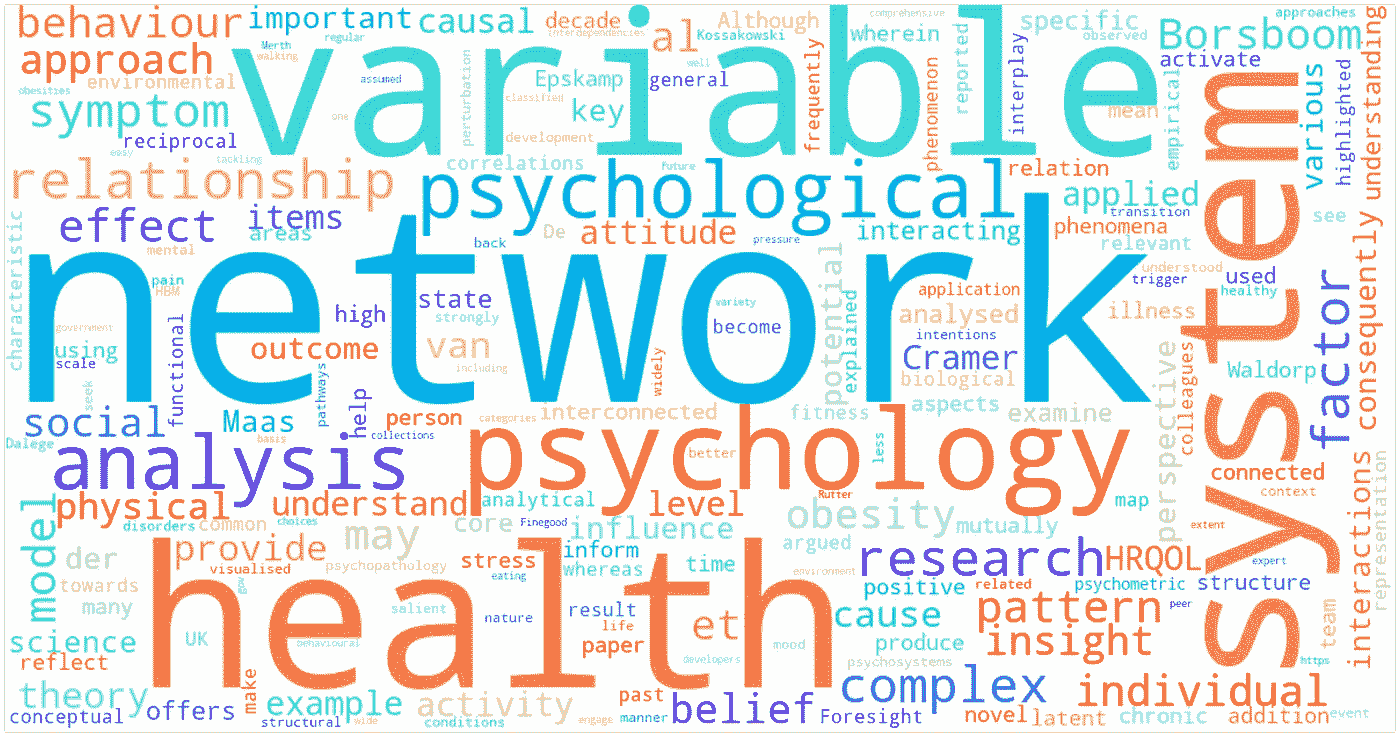 behaviour
important
causal
decade
Although
comprehensive
specific
approaches
Merth
regular
interdependencies
al
Kossakowski
wherein
observed
Borsboom
approach
walking
variable
well
activate
environmental
assumed
perturbation
Epskamp
general
frequently
phenomenon
reported
interplay
obesities
symptom
classified
key
mean
empirical
various
highlighted
understanding
one
reciprocal
development
easy
tackling
correlations
future
relation
relationship
psychological
applied
transition
effect
items
areas
back
De
attitude
pressure
interacting
phenomena
relevant
see
characteristic
mental
network
understood
trigger
used
healthy
system
pain
HBM
state
high
strongly
variety
become
potential
explained
application
analysed
illness
intentions
government
using
scale
functional
outcome
van
including
widely
Cramer
biological
perspective
colleagues
Waldorp
factor
consequently
seek
pathways
help
social
Maas
person
categories
interconnected
fitness
aspects
examine
Dalege
basis
collections
analysis
psychology
better
less
connected
context
physical
understand
analytical
level
Rutter
map
model
disorders
common
choices
core
Finegood
influence
obesity
mutually
extent
argued
interactions
representation
der
provide
may
stress
inform
whereas
time
research
HRQOL
expert
towards
visualised
psychopathology
eating
environment
positive
related
psychometric
structure
many
gov
health
salient
nature
result
life
et
cause
pattern
peer
team
science
UK
behavioural
paper
mood
produce
insight
reflect
developers
psychosystems
https
theory
make
example
activity
past
belief
complex
individual
conceptual
offers
structural
wide
conditions
engage
manner
Foresight
novel
latent
chronic
addition
event